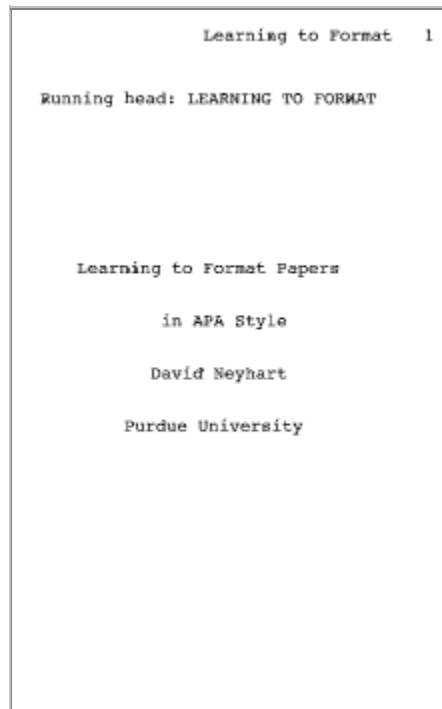 Learning to Format 1
Running head: LEARNING TO FORMAT
Learning to Format Papers
in APA Style
David Neyhart
Purdue University